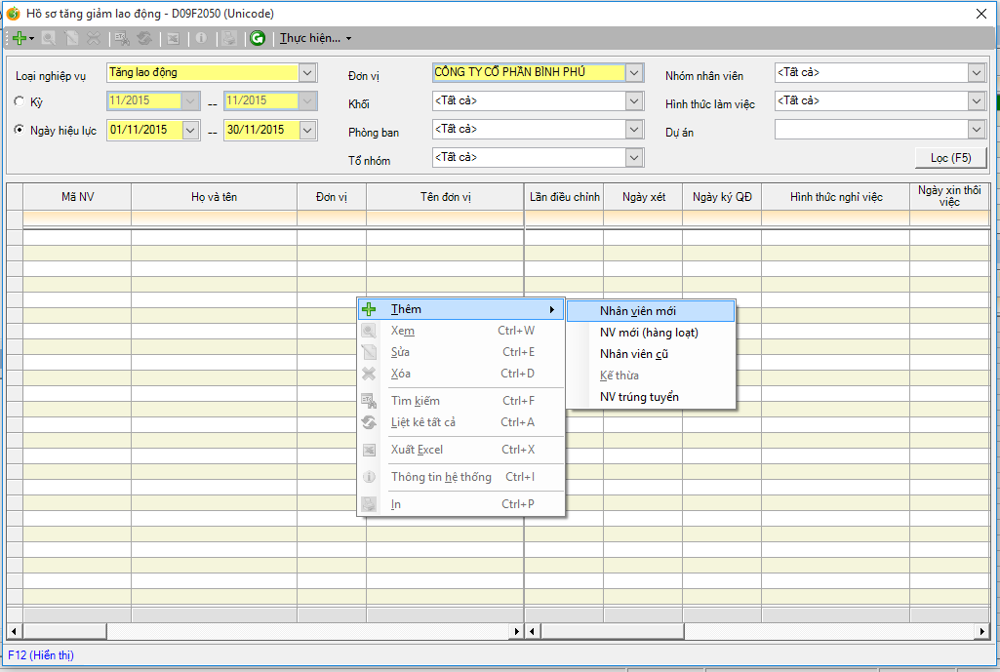 Hồ sơ tăng giảm lao động - D09F2050 (Unicode)
Thực hiện...
Loại nghiệp vụ Tăng lao động Đơn vị CÔNG TY CỔ PHẦN BÌNH PHÚ Nhóm nhân viên <Tất cả>
Kỳ 11/2015 -- 11/2015 Khối <Tất cả> Hình thức làm việc <Tất cả>
Ngày hiệu lực 01/11/2015 -- 30/11/2015 Phòng ban <Tất cả> Dự án
Tổ nhóm <Tất cả> Lọc (F5)
Mã NV Họ và tên Đơn vị Tên đơn vị Lần điều chỉnh Ngày xét Ngày ký QĐ Hình thức nghỉ việc Ngày xin thôi việc
Thêm
Xem Ctrl+W
Sửa Ctrl+E
Xóa Ctrl+D
Tìm kiếm Ctrl+F
Liệt kê tất cả Ctrl+A
Xuất Excel Ctrl+X
Thông tin hệ thống Ctrl+I
In Ctrl+P
Nhân viên mới
NV mới (hàng loạt)
Nhân viên cũ
Kế thừa
NV trúng tuyển
F12 (Hiển thị)